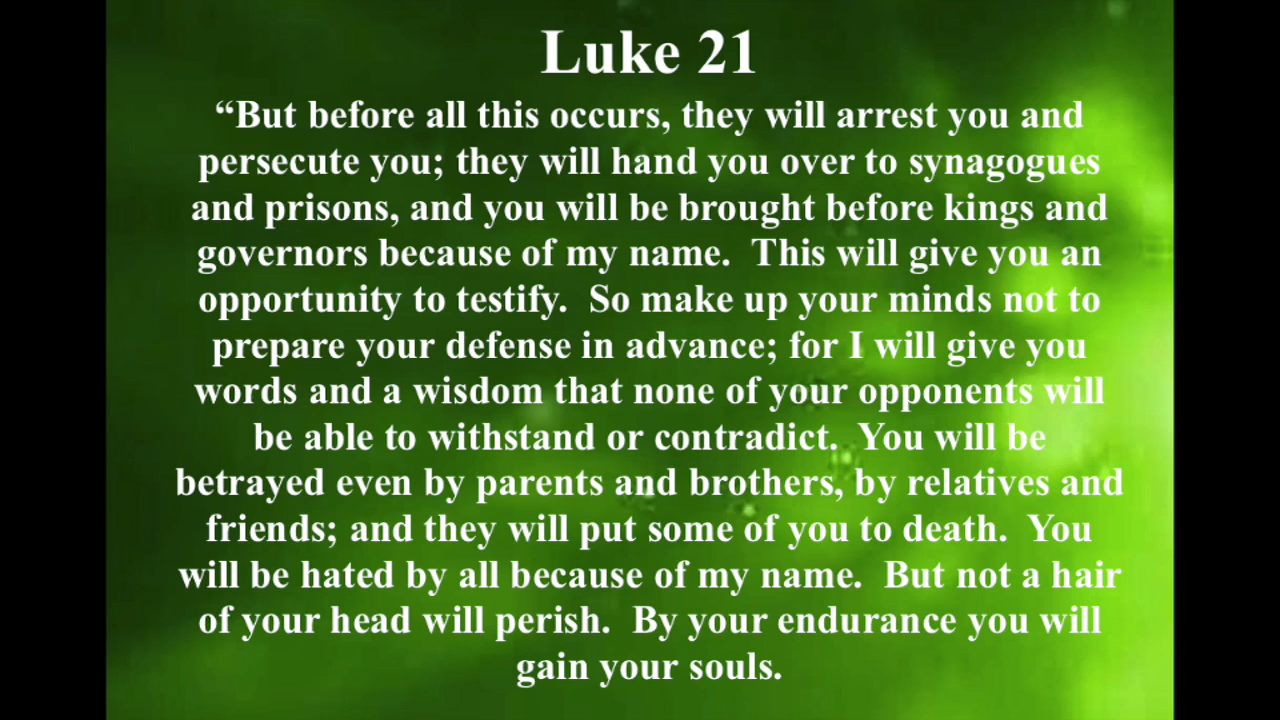 Luke 21
“But before all this occurs, they will arrest you and
persecute you; they will hand you over to synagogues
and prisons, and you will be brought before kings and
governors because of my name.  This will give you an
opportunity to testify.  So make up your minds not to
prepare your defense in advance; for I will give you
words and a wisdom that none of your opponents will
be able to withstand or contradict.  You will be
betrayed even by parents and brothers, by relatives and
friends; and they will put some of you to death.  You
will be hated by all because of my name.  But not a hair
of your head will perish.  By your endurance you will
gain your souls.